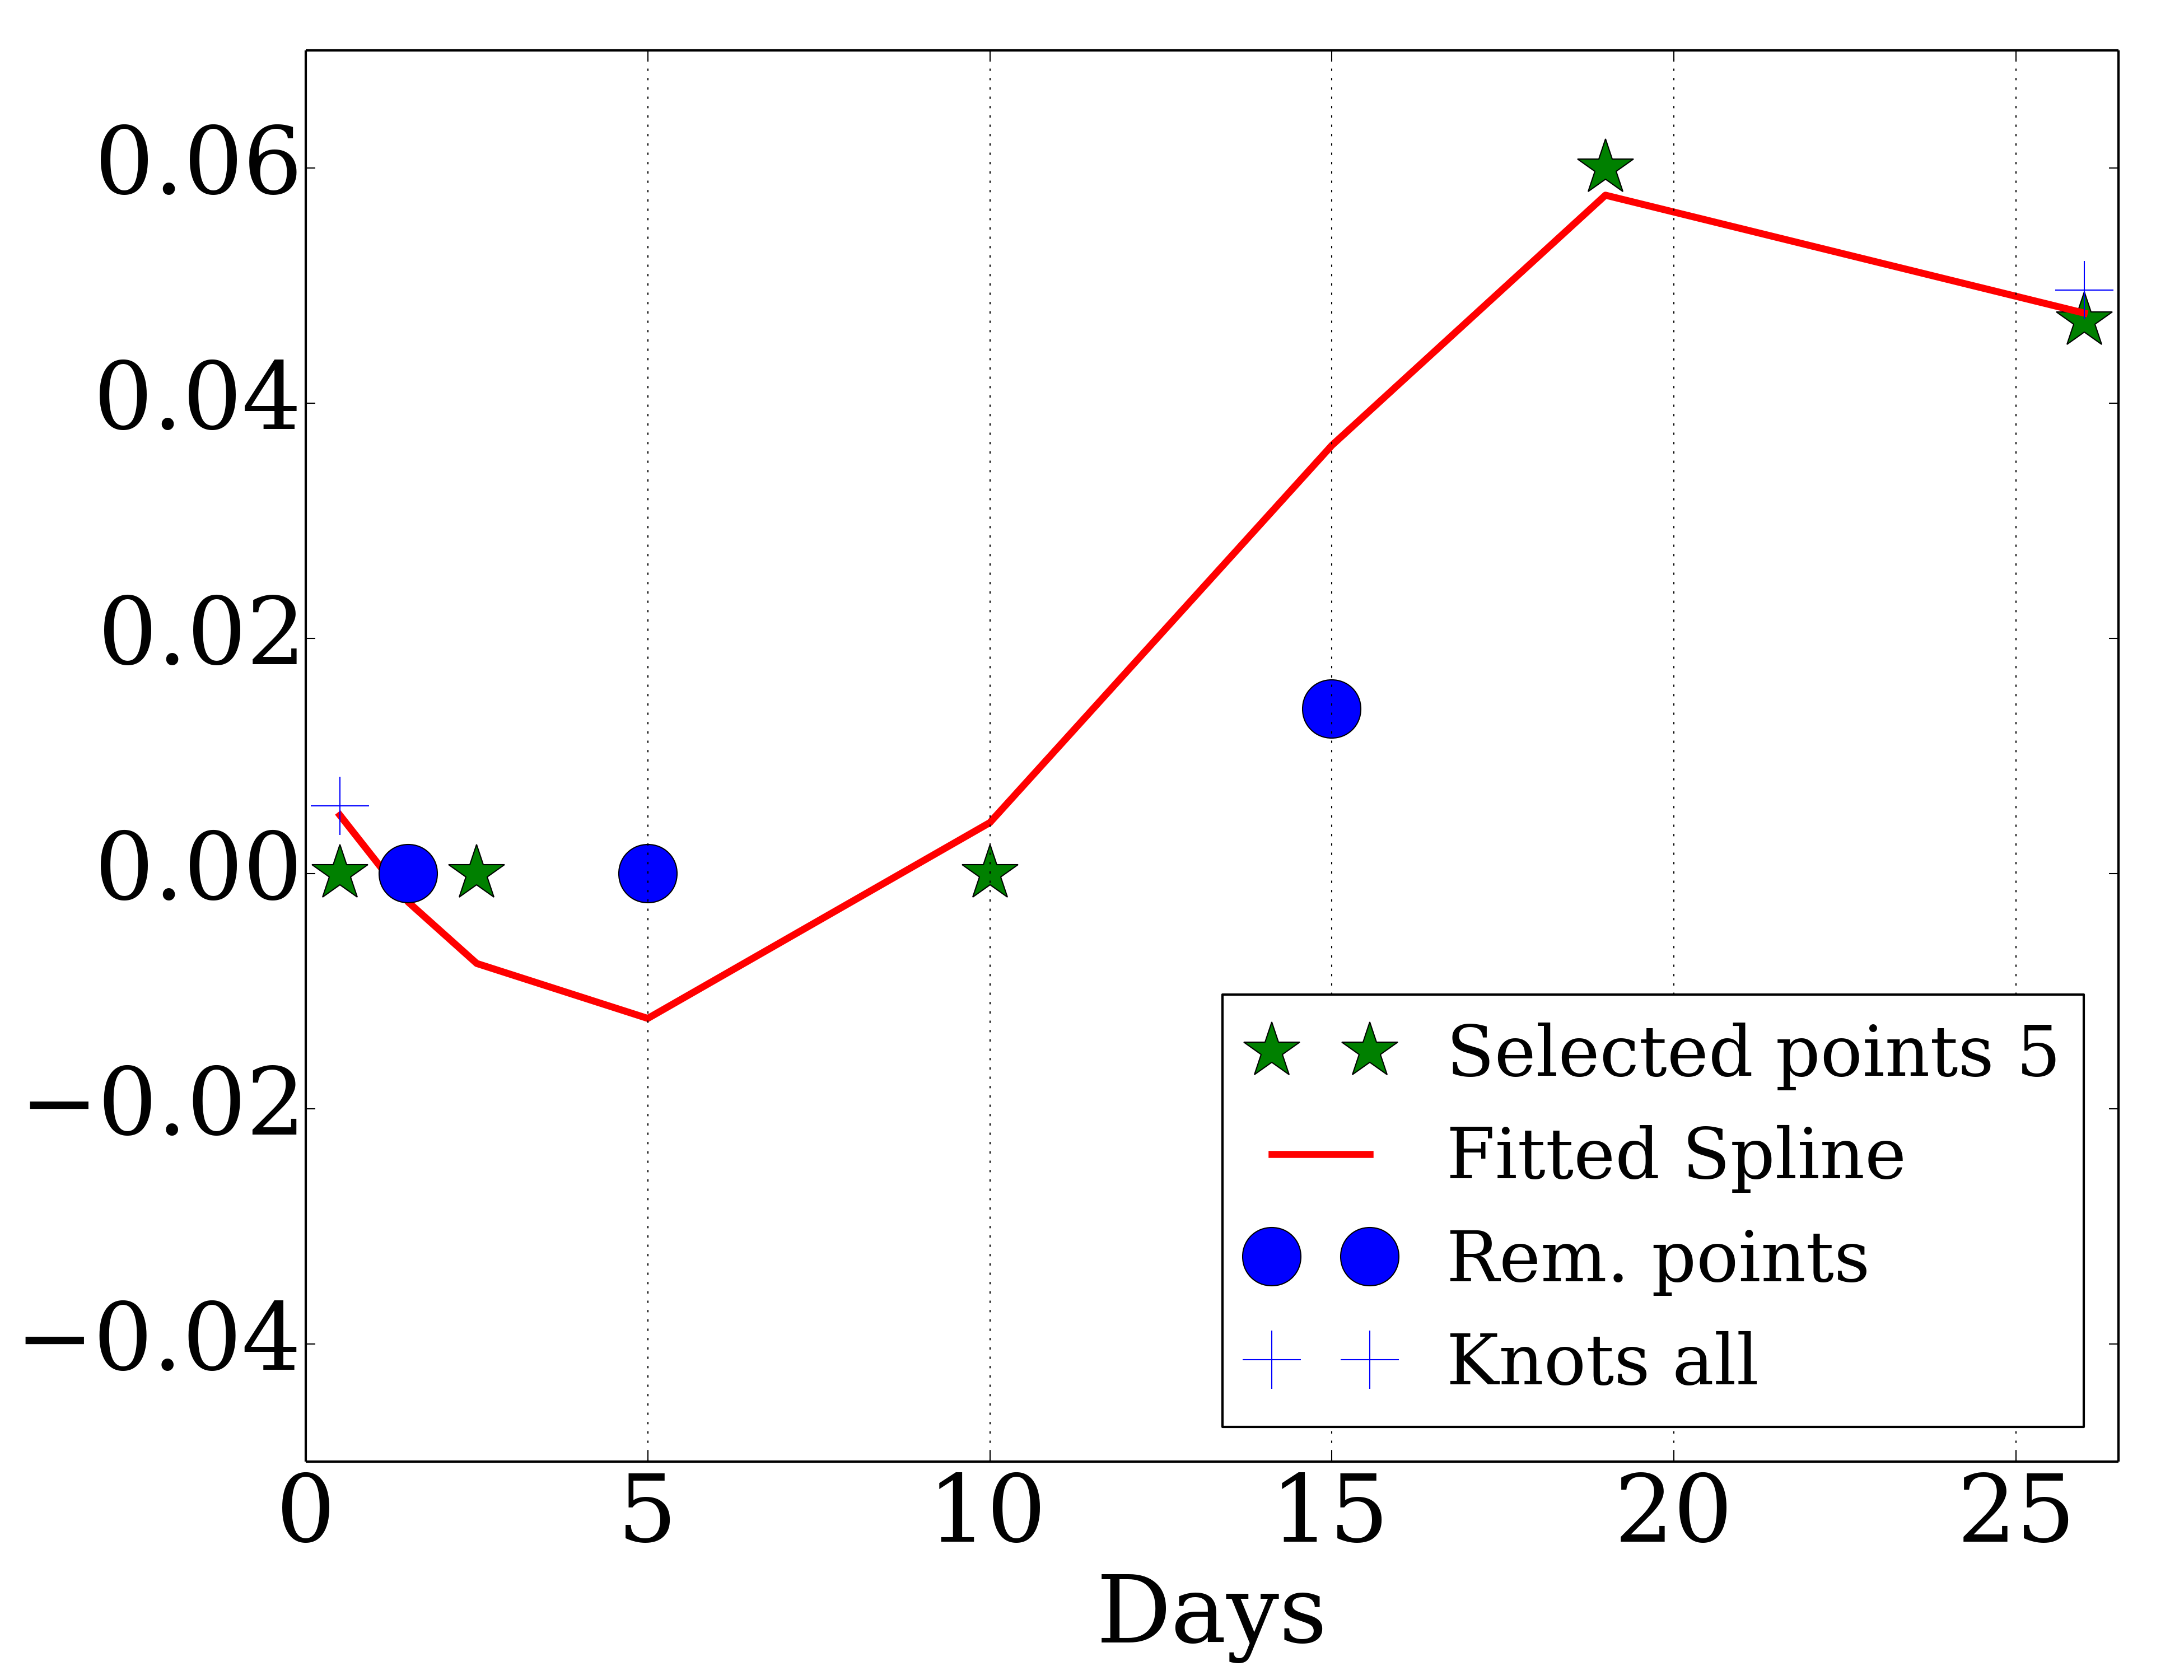 0.06
0.04
0.02
0.00
−0.02
−0.04
0 5 10 15 20 25
Days
Selected points 5
Fitted Spline
Rem. points
Knots all